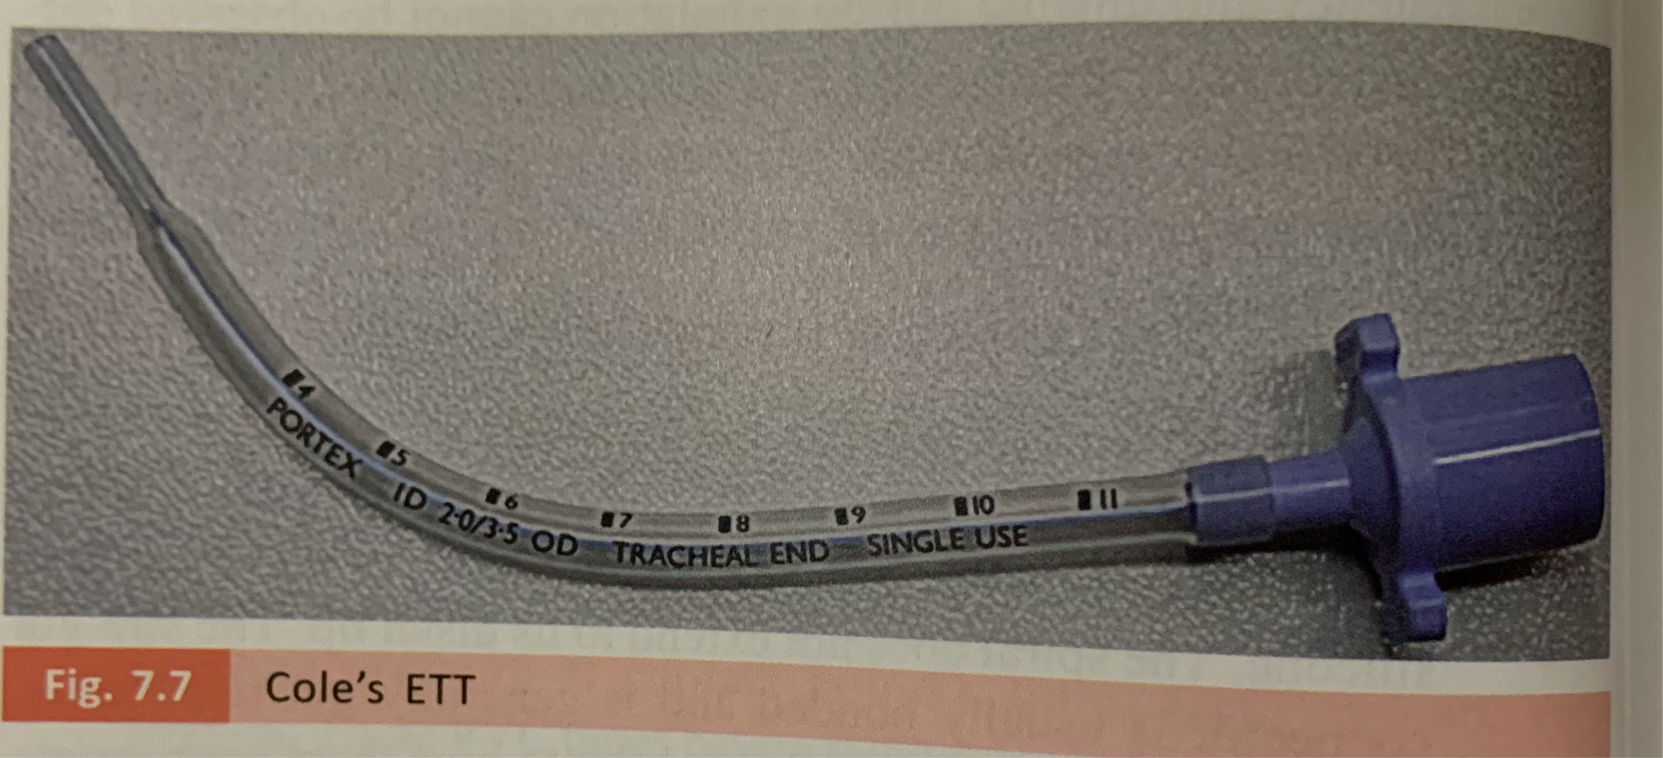 4 5 6 7 8 9 10 11
PORTEX ID 2·0/3·5 OD TRACHEAL END SINGLE USE
Fig. 7.7 Cole's ETT